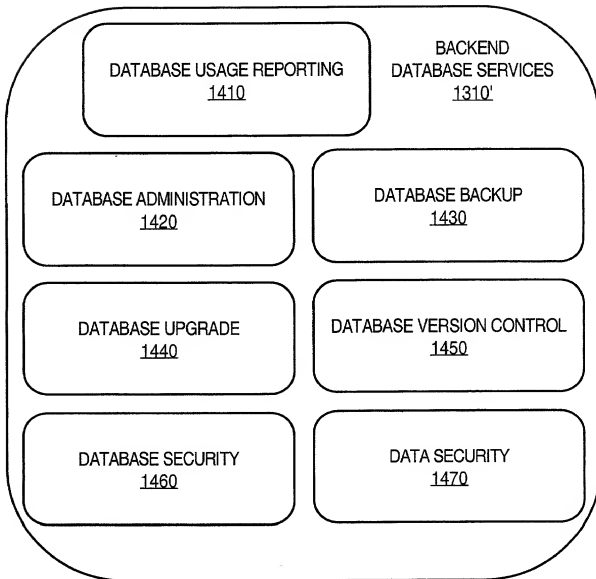 DATABASE USAGE REPORTING
1410
BACKEND
DATABASE SERVICES
1310'
DATABASE ADMINISTRATION
1420
DATABASE BACKUP
1430
DATABASE UPGRADE
1440
DATABASE VERSION CONTROL
1450
DATABASE SECURITY
1460
DATA SECURITY
1470